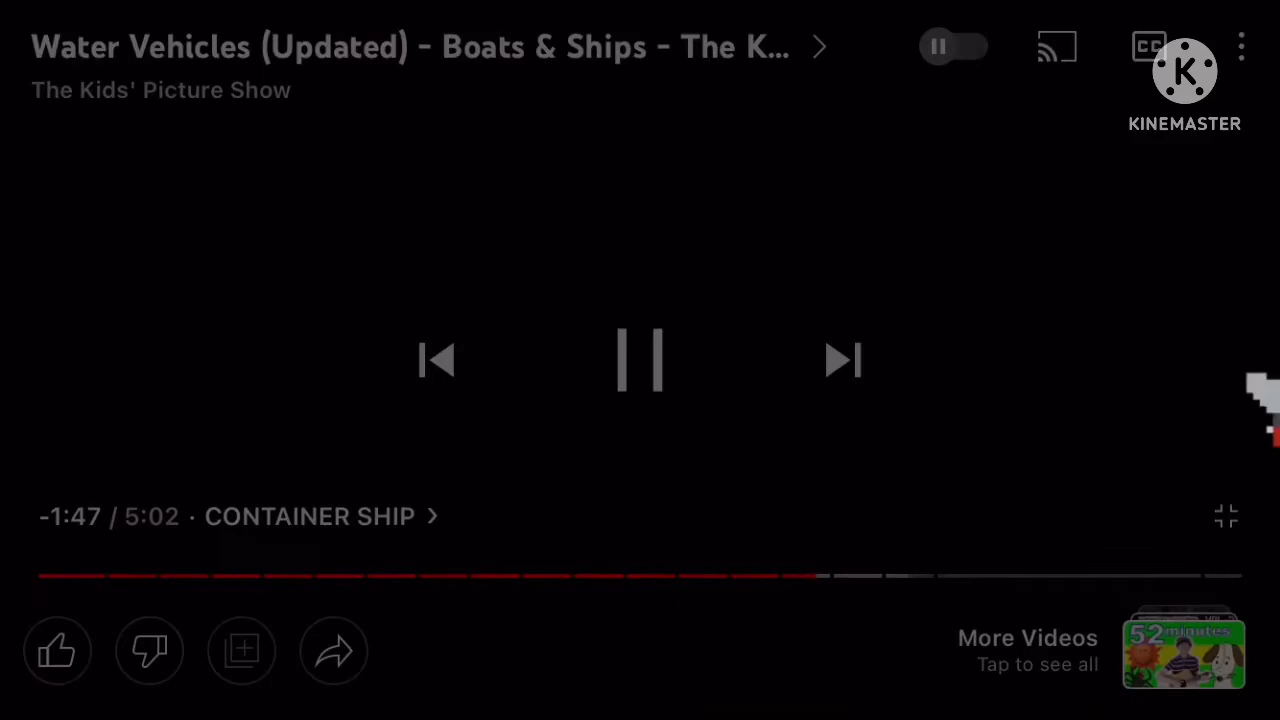 Water Vehicles (Updated) - Boats & Ships - The K...
The Kids' Picture Show
CC
K
KINEMASTER
-1:47 / 5:02 · CONTAINER SHIP
More Videos
Tap to see all
52 minutes